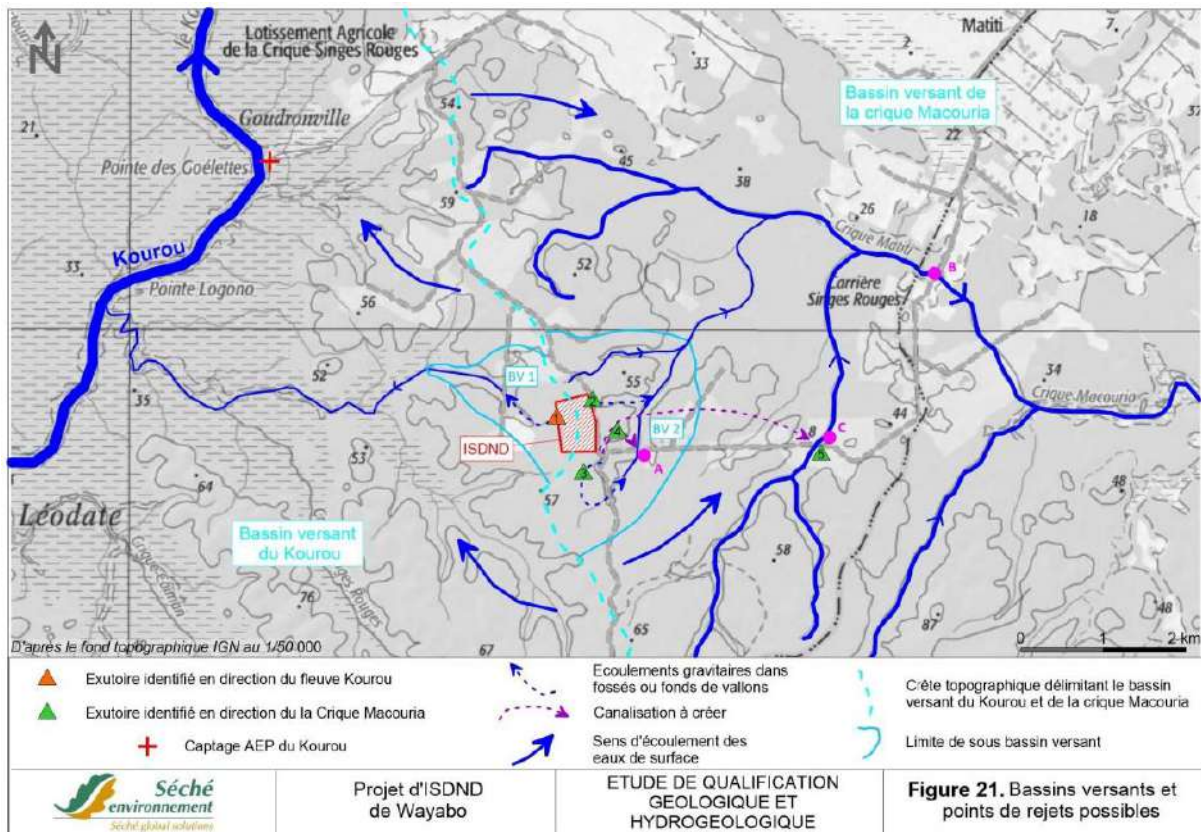 N
Lotissement Agricole
de la Crique Singes Rouges
Matiti
7
2
33
Bassin versant de
la crique Macouria
54
21
Goudronville
22
Pointe des Goélettes
45
38
59
26
18
Crique Matiti
Kourou
33
B
52
Carrière
Singes Rouges
Pointe Logono
56
BV 1
55
52
34
Crique Macouria
35
1
2
44
4
8
C
ISDND
BV 2
5
A
53
3
48
64
57
Léodate
Bassin versant
du Kourou
58
Rouges
76
48
87
65
67
D'après le fond topographique IGN au 1/50 000
0 1 2 km
Exutoire identifié en direction du fleuve Kourou
Exutoire identifié en direction du la Crique Macouria
Captage AEP du Kourou
Ecoulements gravitaires dans
fossés ou fonds de vallons
Canalisation à créer
Sens d'écoulement des
eaux de surface
Crête topographique délimitant le bassin
versant du Kourou et de la crique Macouria
Limite de sous bassin versant
Séché
environnement
Séché global solutions
Projet d'ISDND
de Wayabo
ETUDE DE QUALIFICATION
GEOLOGIQUE ET
HYDROGEOLOGIQUE
Figure 21. Bassins versants et
points de rejets possibles